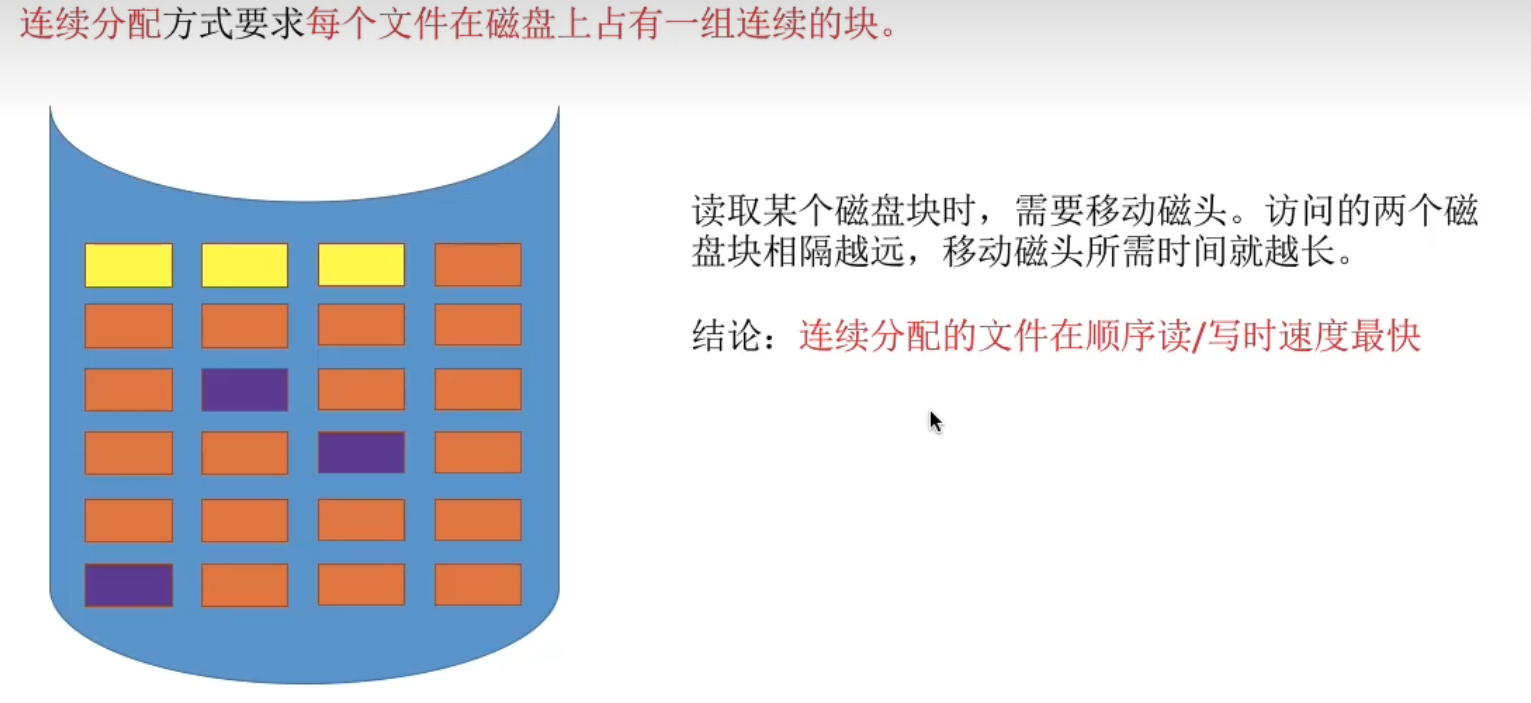 连续分配方式要求每个文件在磁盘上占有一组连续的块。
读取某个磁盘块时，需要移动磁头。访问的两个磁
盘块相隔越远，移动磁头所需时间就越长。
结论：连续分配的文件在顺序读/写时速度最快